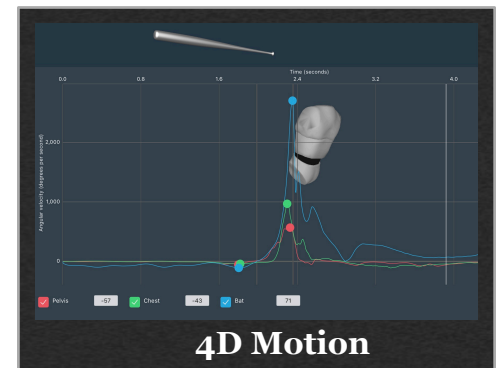 Time (seconds)
0.0 0.8 1.6 2.4 3.2 4.0
Angular velocity (degrees per second)
2,000
1,000
0
Pelvis -57 Chest -43 Bat 71
4D Motion